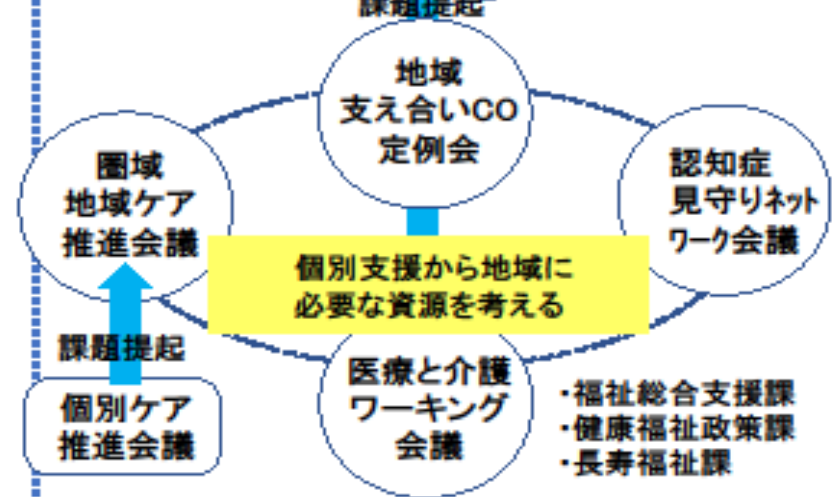 課題提起
地域
支え合いCO
定例会
圏域
地域ケア
推進会議
認知症
見守りネット
ワーク会議
個別支援から地域に
必要な資源を考える
課題提起
個別ケア
推進会議
医療と介護
ワーキング
会議
・福祉総合支援課
・健康福祉政策課
・長寿福祉課